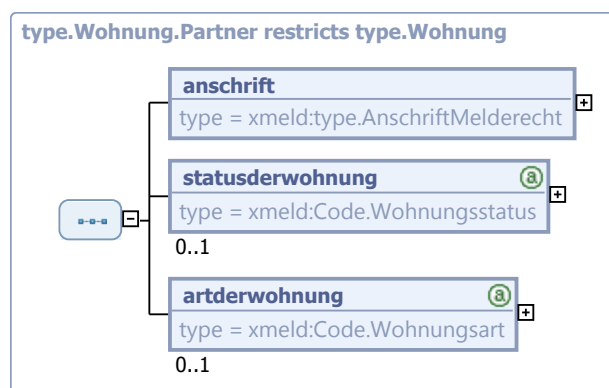 type.Wohnung.Partner restricts type.Wohnung
anschrift
type = xmeld:type.AnschriftMelderecht
statusderwohnung a
type = xmeld:Code.Wohnungsstatus
0..1
artderwohnung a
type = xmeld:Code.Wohnungsart
0..1